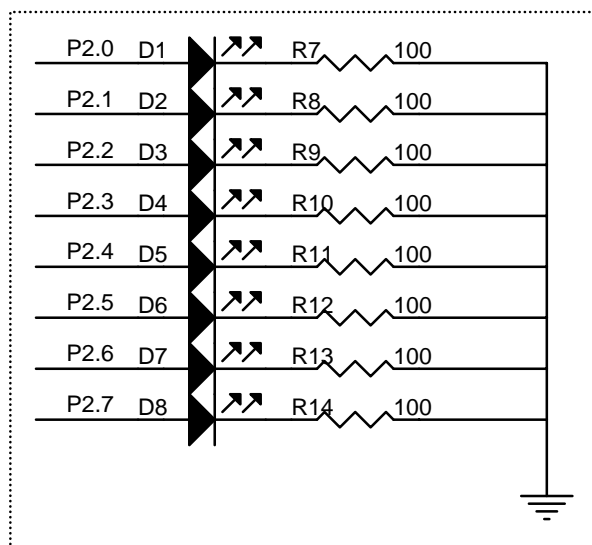 P2.0 D1 R7 100
P2.1 D2 R8 100
P2.2 D3 R9 100
P2.3 D4 R10 100
P2.4 D5 R11 100
P2.5 D6 R12 100
P2.6 D7 R13 100
P2.7 D8 R14 100